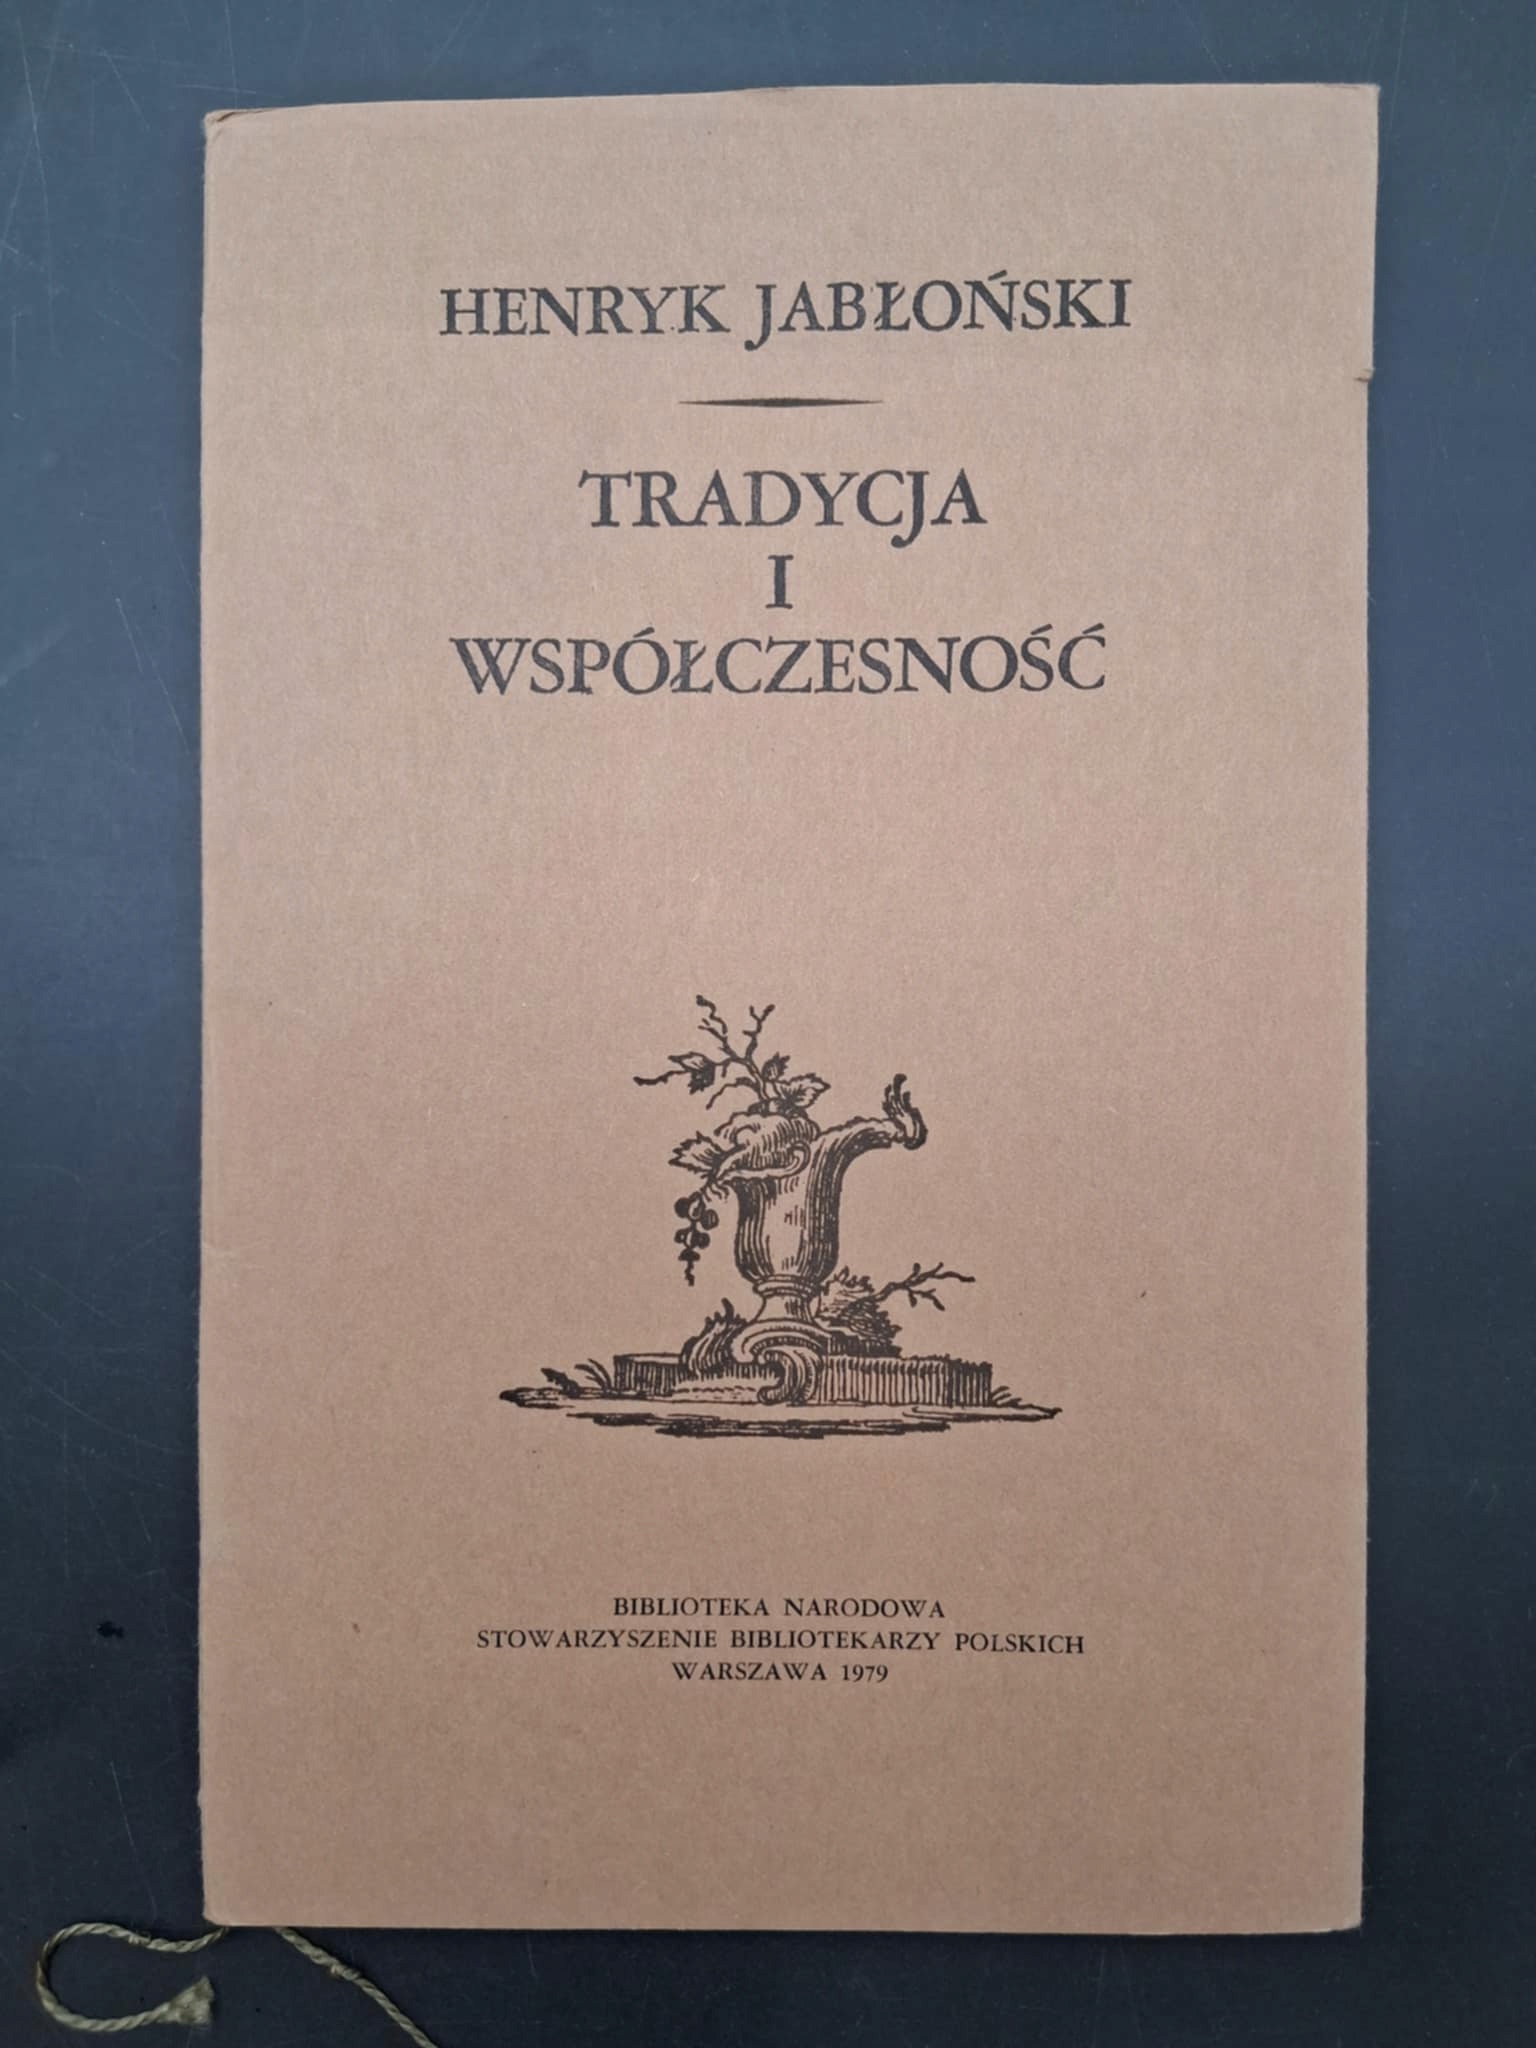 HENRYK JABŁOŃSKI
TRADYCJA
I
WSPÓŁCZESNOŚĆ
BIBLIOTEKA NARODOWA
STOWARZYSZENIE BIBLIOTEKARZY POLSKICH
WARSZAWA 1979